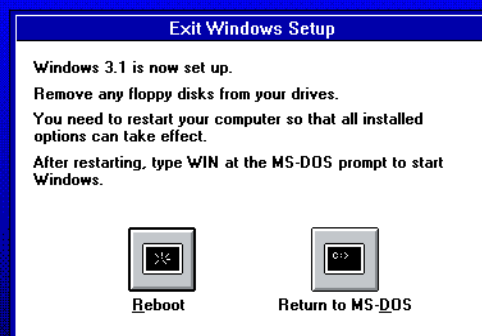 Exit Windows Setup
Windows 3.1 is now set up.
Remove any floppy disks from your drives.
You need to restart your computer so that all installed
options can take effect.
After restarting, type WIN at the MS-DOS prompt to start
Windows.
C:>
Reboot
Return to MS-DOS